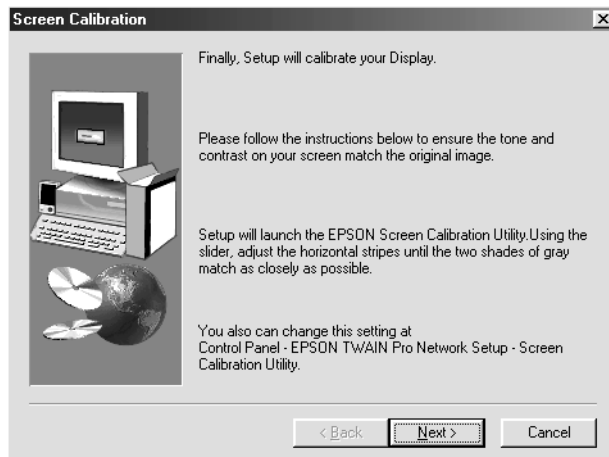 Screen Calibration
Finally, Setup will calibrate your Display.
Please follow the instructions below to ensure the tone and
contrast on your screen match the original image.
Setup will launch the EPSON Screen Calibration Utility.Using the
slider, adjust the horizontal stripes until the two shades of gray
match as closely as possible.
You also can change this setting at
Control Panel - EPSON TWAIN Pro Network Setup - Screen
Calibration Utility.
< Back Next > Cancel